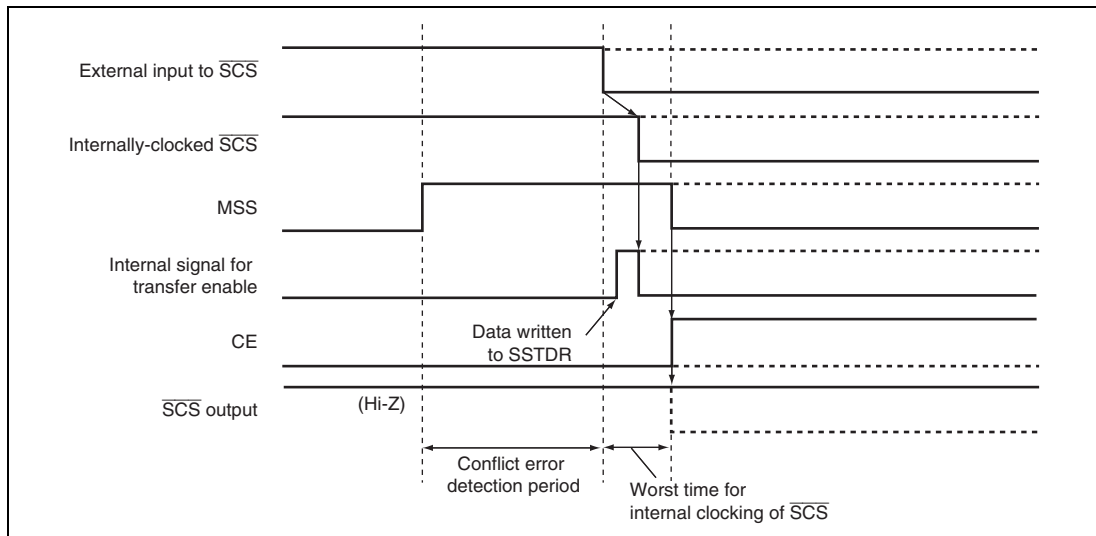 External input to SCS
Internally-clocked SCS
MSS
Internal signal for
transfer enable
Data written
to SSTDR
CE
SCS output
(Hi-Z)
Conflict error
detection period
Worst time for
internal clocking of SCS